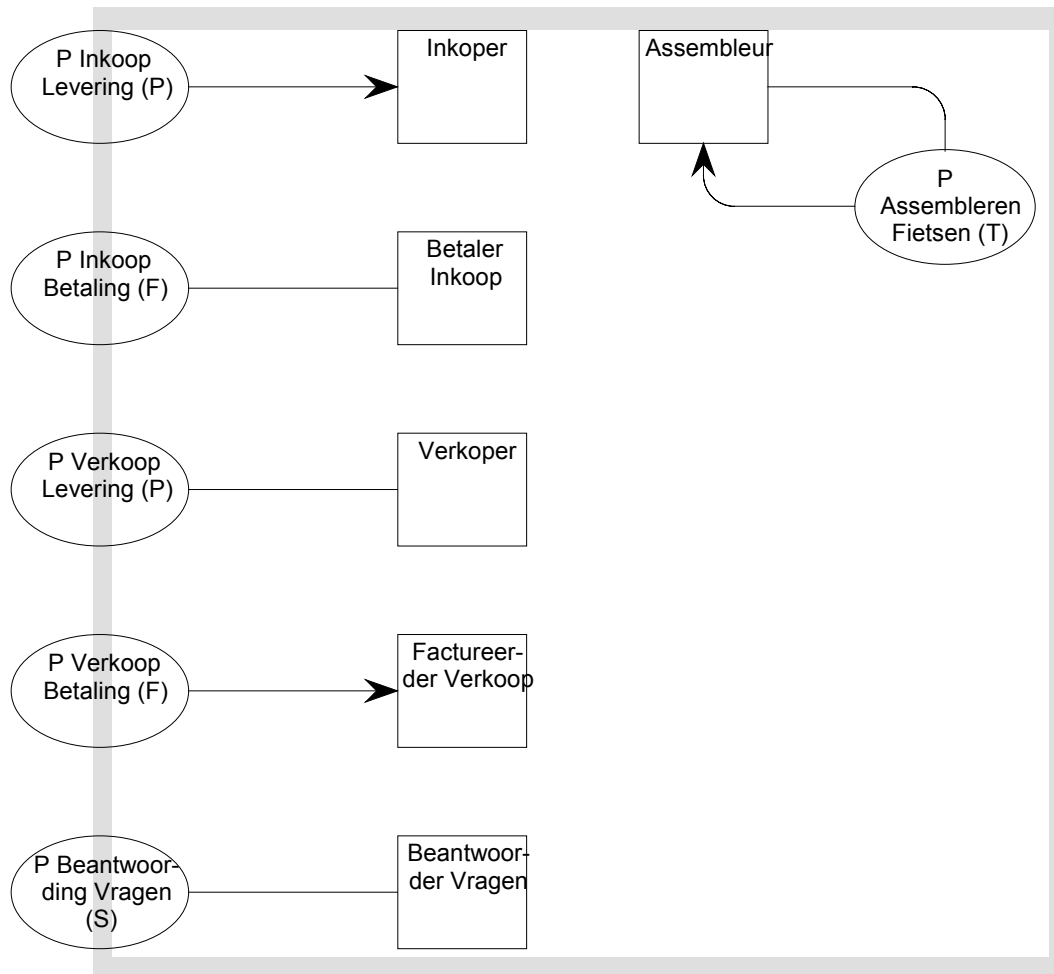 P Inkoop
Levering (P)
Inkoper
Assembleur
P
Assembleren
Fietsen (T)
P Inkoop
Betaling (F)
Betaler
Inkoop
P Verkoop
Levering (P)
Verkoper
P Verkoop
Betaling (F)
Factureer-
der Verkoop
P Beantwoor-
ding Vragen
(S)
Beantwoor-
der Vragen